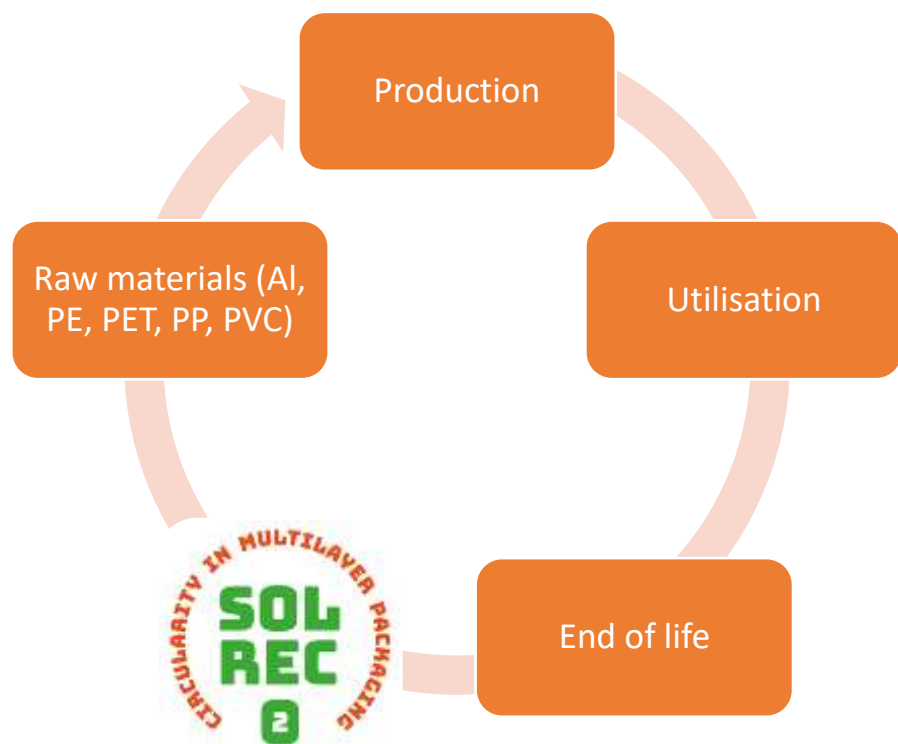 Production
Utilisation
End of life
CIRCULARITY IN MULTILAYER PACKAGING
SOL
REC
2
Raw materials (Al,
PE, PET, PP, PVC)